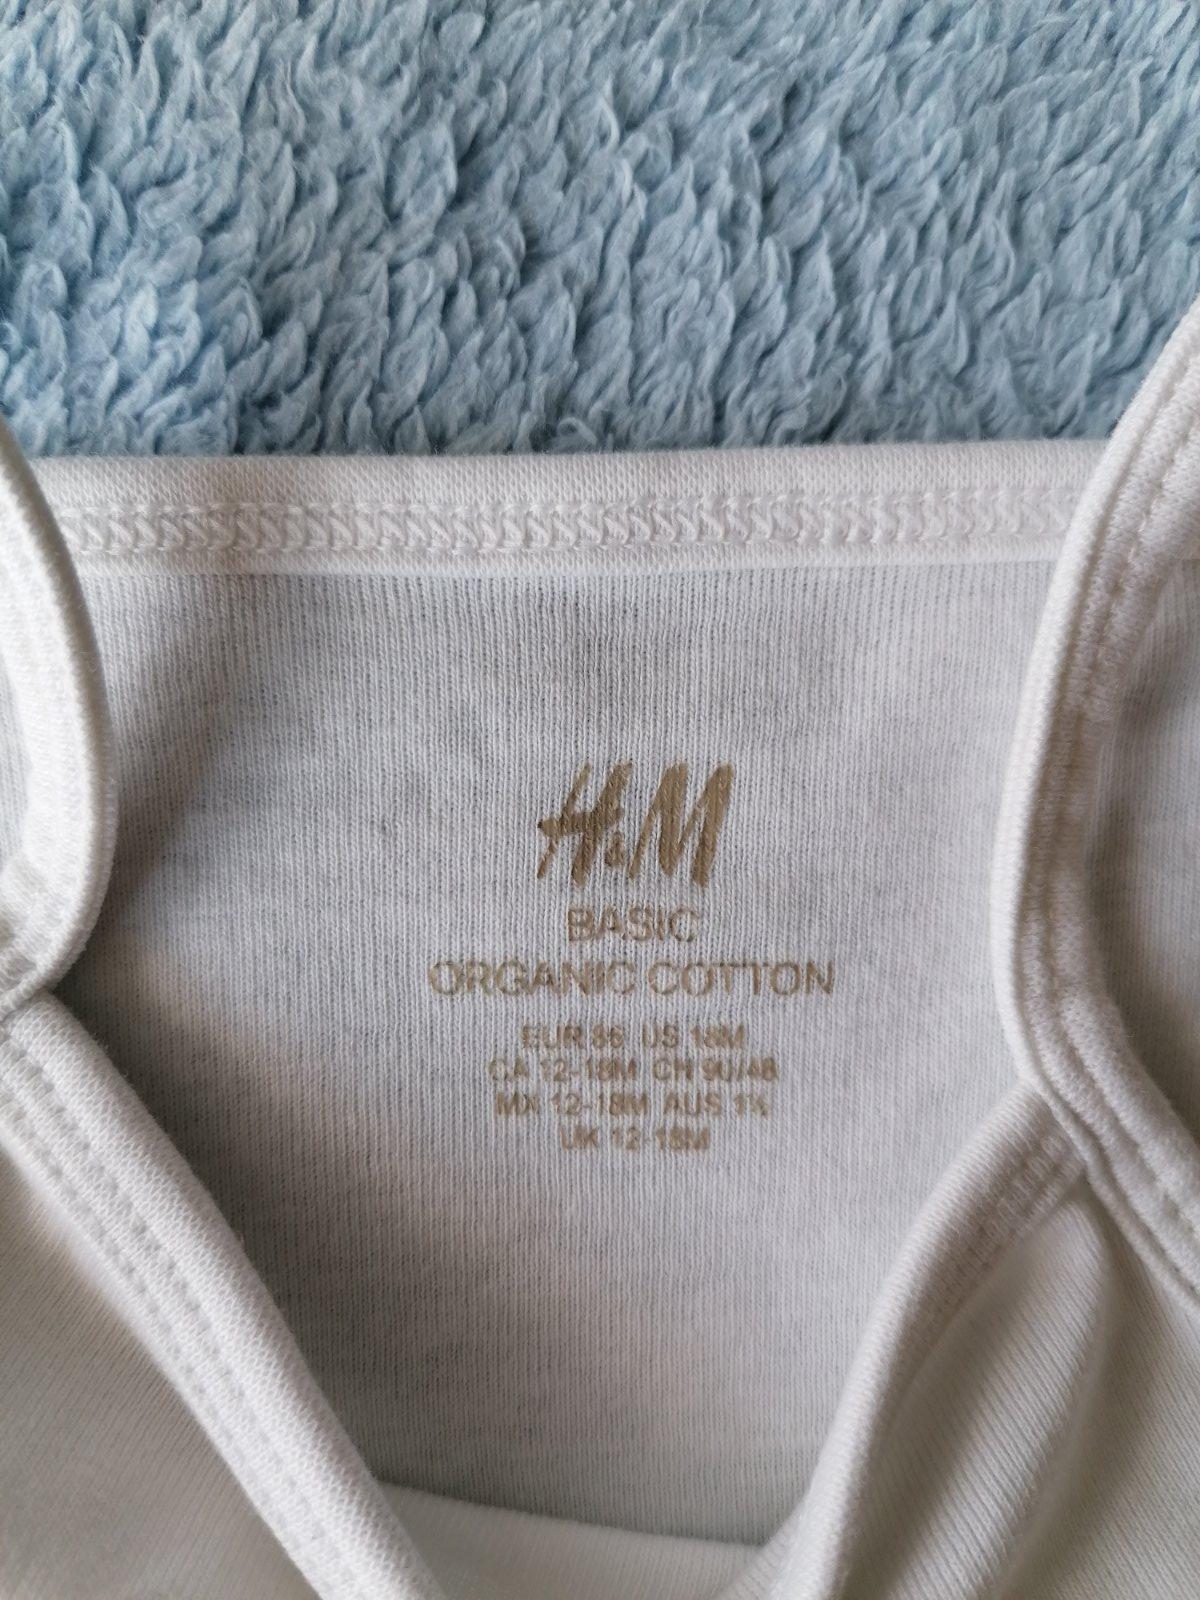 H&M
BASIC
ORGANIC COTTON
EUR 86 US 18M
CA 12-18M CH 90/48
MX 12-18M AUS 1½
UK 12-18M